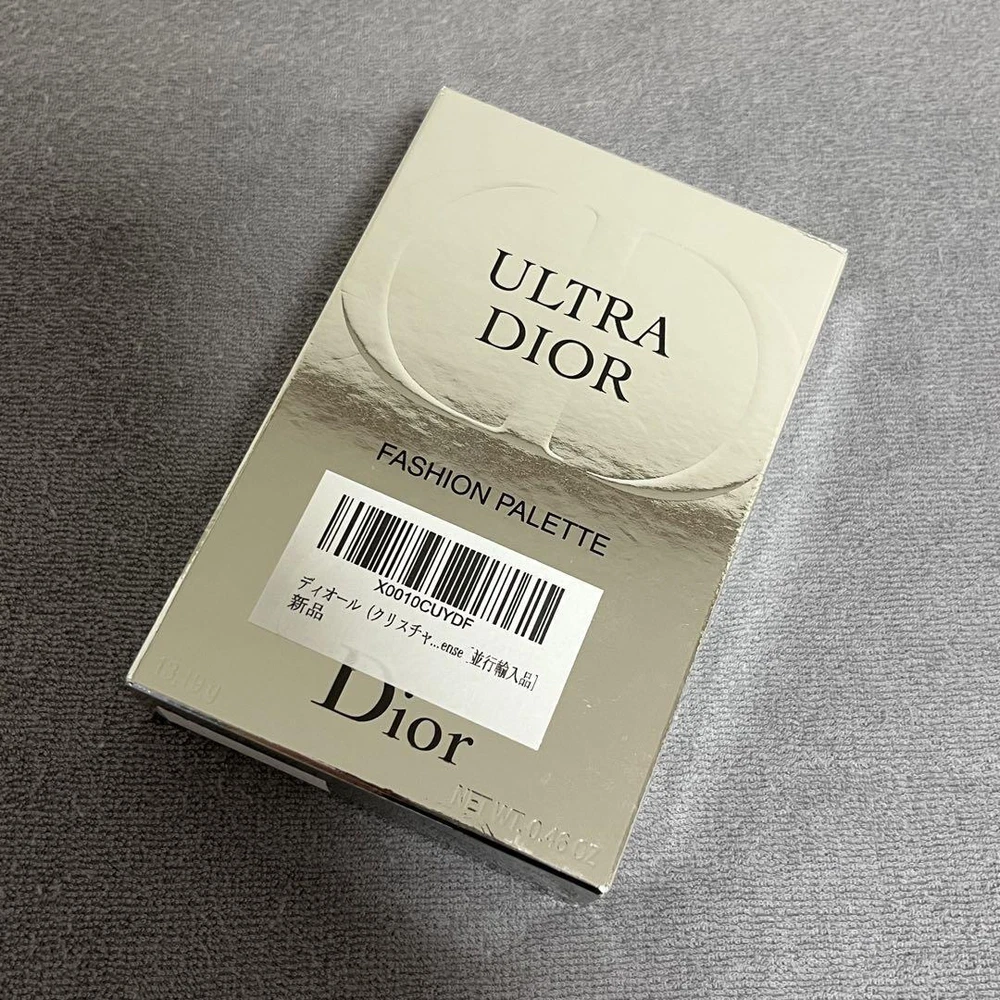 ULTRA
DIOR
FASHION PALETTE
X0010CUYDF
ディオール (クリスチャ...ense [並行輸入品]
新品
Dior
NET WT. 0.46 OZ